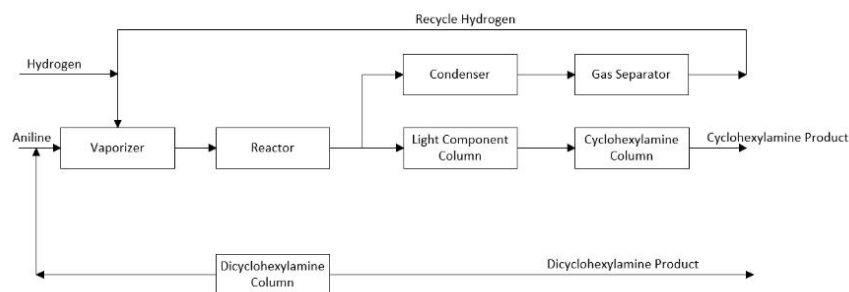 Recycle Hydrogen
Hydrogen
Condenser
Gas Separator
Aniline
Vaporizer
Reactor
Light Component
Column
Cyclohexylamine
Column
Cyclohexylamine Product
Dicyclohexylamine
Column
Dicyclohexylamine Product